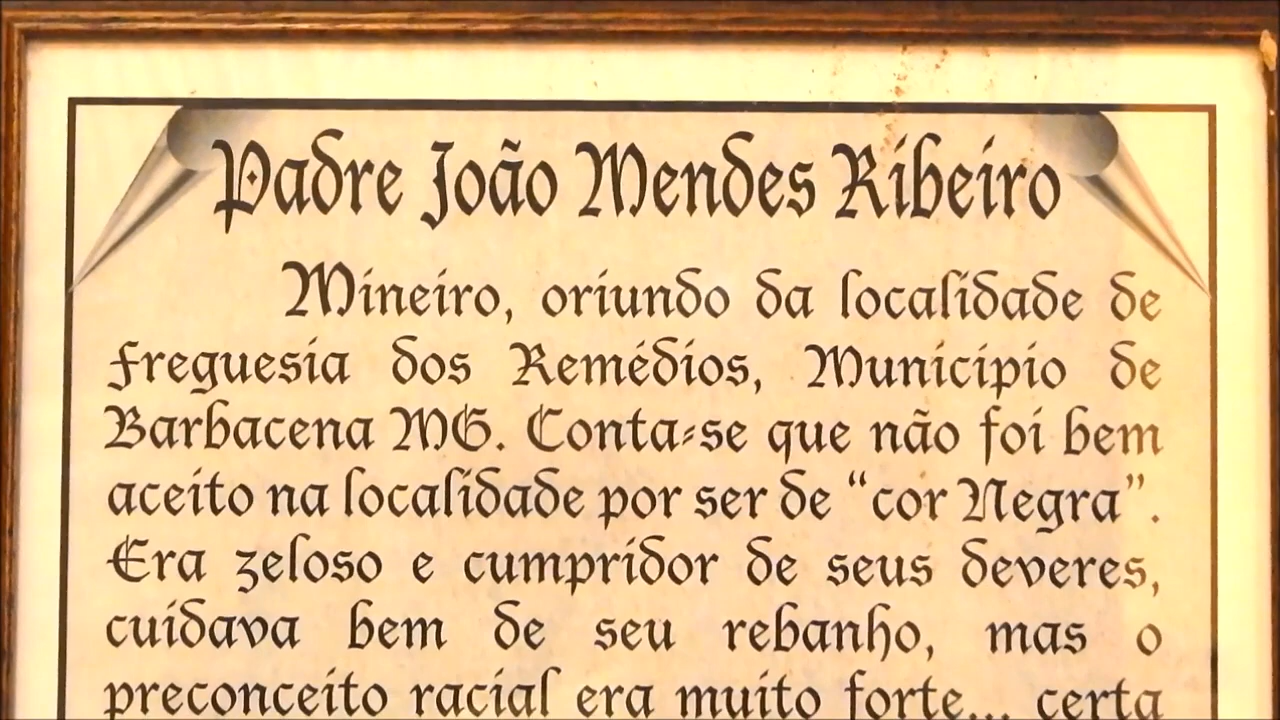 Padre João Mendes Ribeiro
Mineiro, oriundo da localidade de
Freguesia dos Remédios, Município de
Barbacena MG. Conta-se que não foi bem
aceito na localidade por ser de “cor Negra”.
Era zeloso e cumpridor de seus deveres,
cuidava bem de seu rebanho, mas o
preconceito racial era muito forte... certa